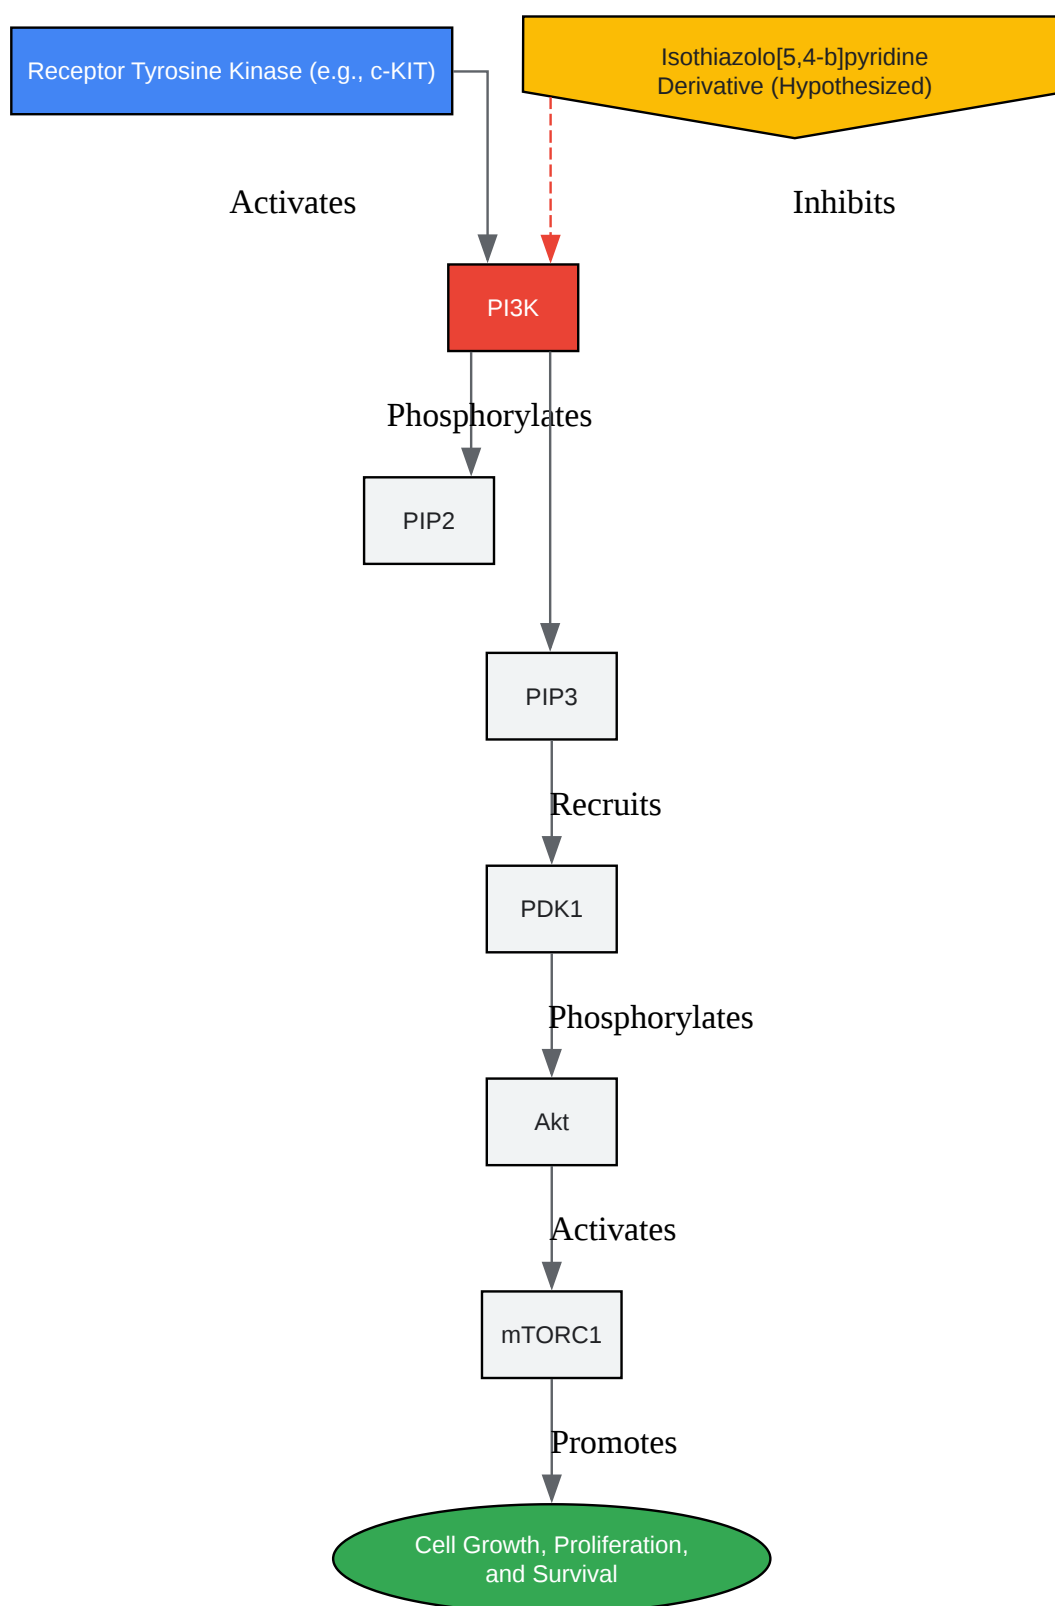 Receptor Tyrosine Kinase (e.g., c-KIT)
Isothiazolo[5,4-b]pyridine
Derivative (Hypothesized)
Activates
Inhibits
PI3K
Phosphorylates
PIP2
PIP3
Recruits
PDK1
Phosphorylates
Akt
Activates
mTORC1
Promotes
Cell Growth, Proliferation,
and Survival